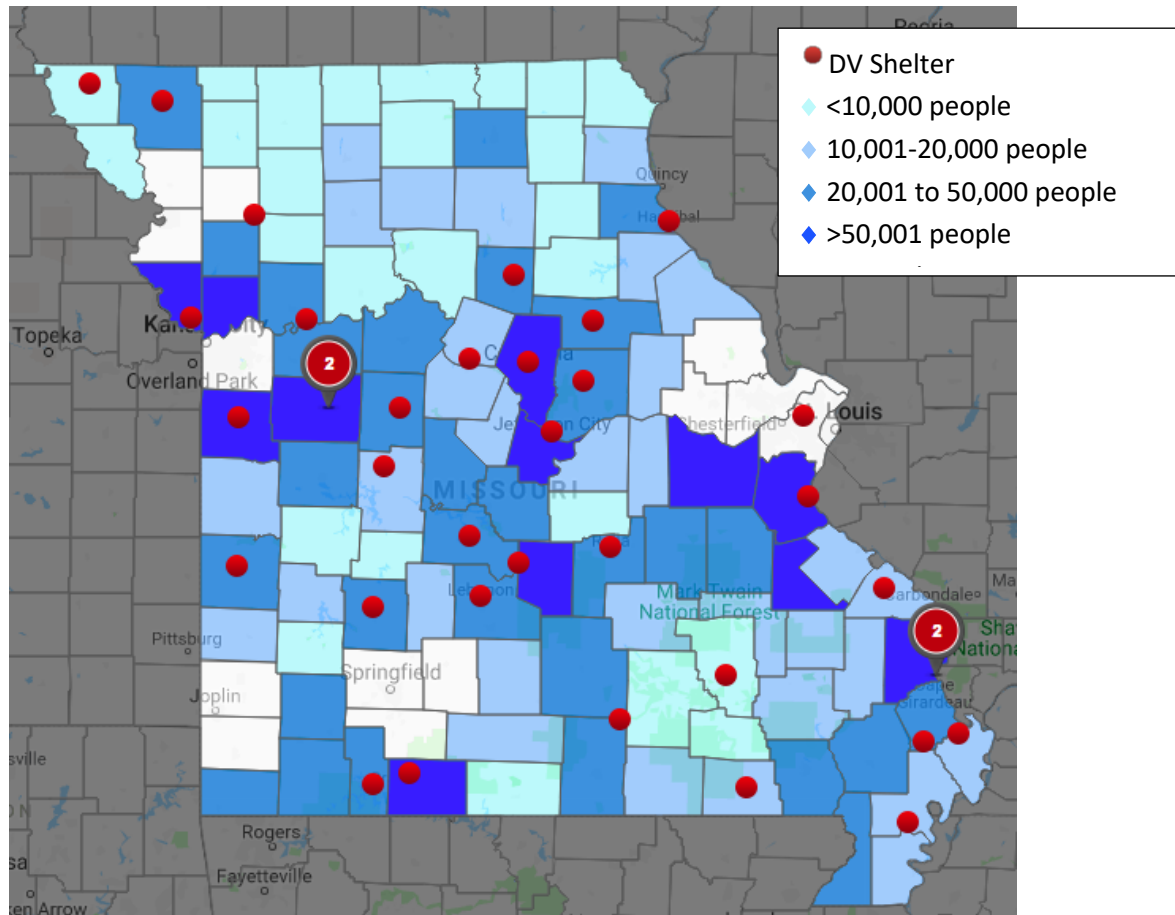 Peoria
DV Shelter
<10,000 people
10,001-20,000 people
20,001 to 50,000 people
>50,001 people
Quincy
Topeka
Overland Park
2
Chesterfield
Louis
MISSOURI
Mark Twain
National Forest
Carbondale
Lebanon
2
Pittsburg
Springfield
Joplin
Girardeau
Rogers
Fayetteville